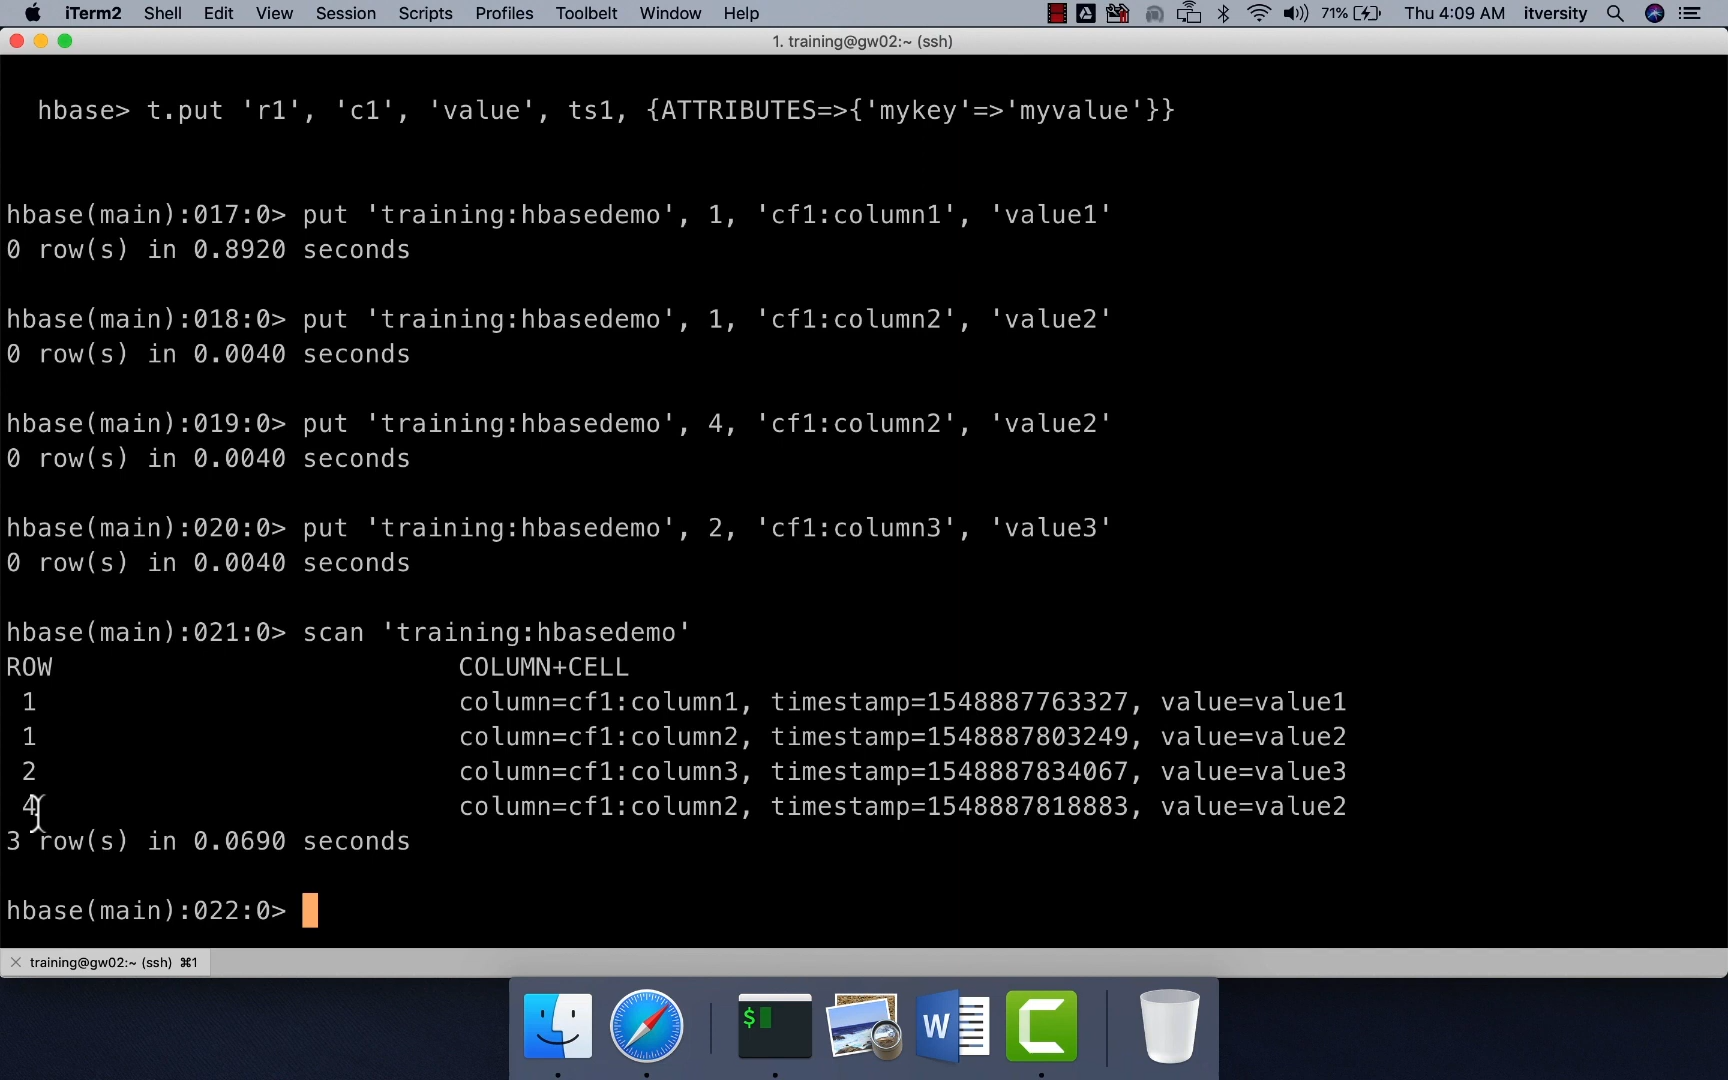 iTerm2 Shell Edit View Session Scripts Profiles Toolbelt Window Help 71% Thu 4:09 AM itversity
1. training@gw02:~ (ssh)
hbase> t.put 'r1', 'c1', 'value', ts1, {ATTRIBUTES=>{'mykey'=>'myvalue'}}
hbase(main):017:0> put 'training:hbasedemo', 1, 'cf1:column1', 'value1'
0 row(s) in 0.8920 seconds
hbase(main):018:0> put 'training:hbasedemo', 1, 'cf1:column2', 'value2'
0 row(s) in 0.0040 seconds
hbase(main):019:0> put 'training:hbasedemo', 4, 'cf1:column2', 'value2'
0 row(s) in 0.0040 seconds
hbase(main):020:0> put 'training:hbasedemo', 2, 'cf1:column3', 'value3'
0 row(s) in 0.0040 seconds
hbase(main):021:0> scan 'training:hbasedemo'
ROW COLUMN+CELL
1 column=cf1:column1, timestamp=1548887763327, value=value1
1 column=cf1:column2, timestamp=1548887803249, value=value2
2 column=cf1:column3, timestamp=1548887834067, value=value3
4 column=cf1:column2, timestamp=1548887818883, value=value2
3 row(s) in 0.0690 seconds
hbase(main):022:0>
training@gw02:~ (ssh) ⌘1
$
W